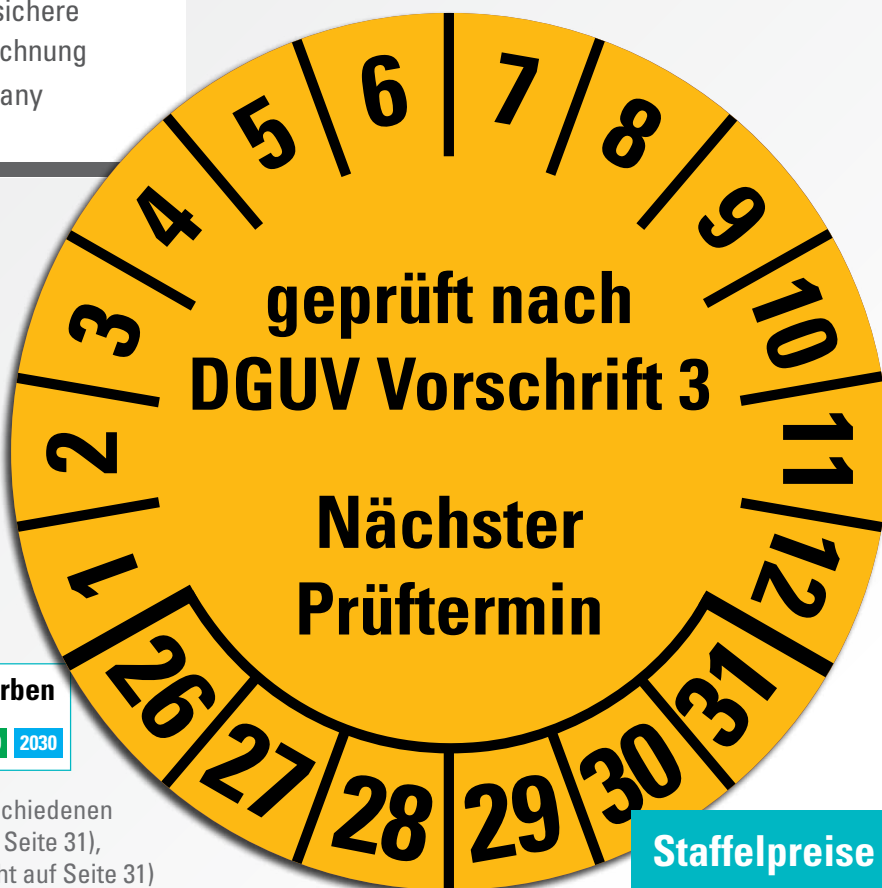 sichere
chnung
any
1 2 3 4 5 6 7 8 9 10 11 12
geprüft nach
DGUV Vorschrift 3
Nächster
Prüftermin
26 27 28 29 30 31
rben
2030
chiedenen
Seite 31),
ht auf Seite 31)
Staffelpreise